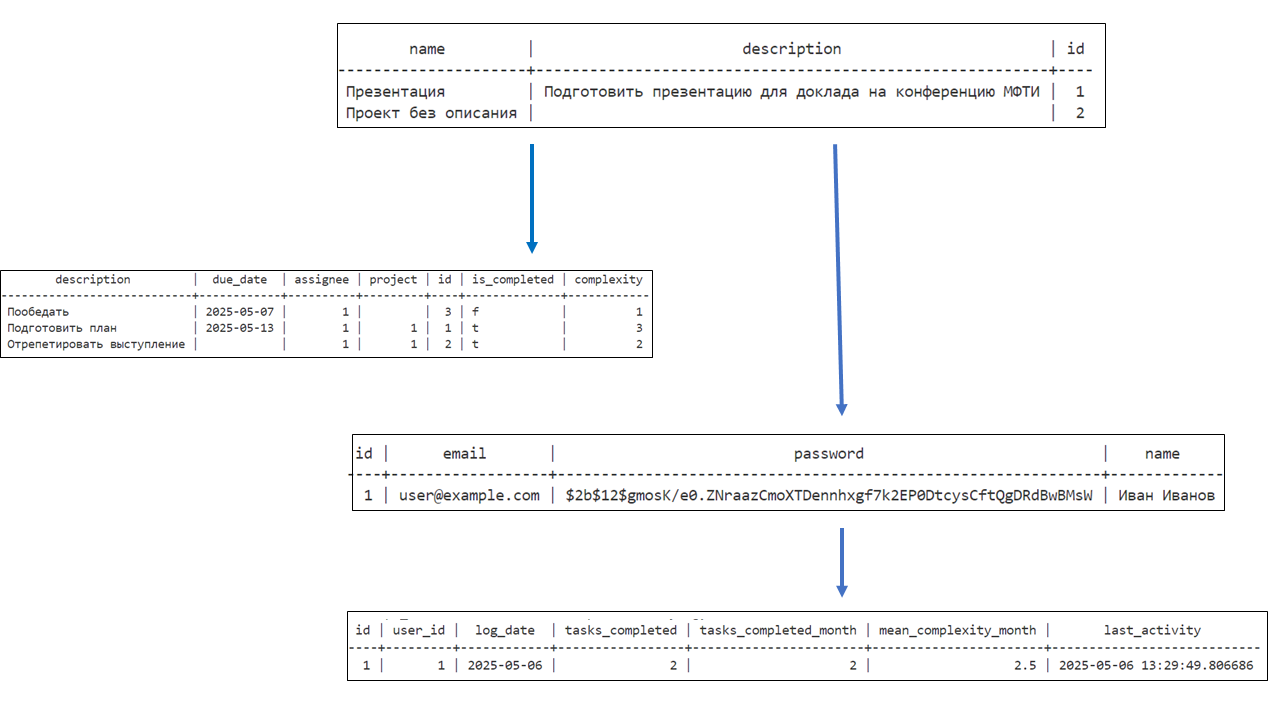 name | description | id
Презентация | Подготовить презентацию для доклада на конференцию МФТИ | 1
Проект без описания | | 2
description | due_date | assignee | project | id | is_completed | complexity
Пообедать | 2025-05-07 | 1 | | 3 | f | 1
Подготовить план | 2025-05-13 | 1 | 1 | 1 | t | 3
Отрепетировать выступление | | 1 | 1 | 2 | t | 2
id | email | password | name
1 | user@example.com | $2b$12$gmosK/e0.ZNraazCmoXTDennhxgf7k2EP0DtcysCftQgDRdBwBMsW | Иван Иванов
id | user_id | log_date | tasks_completed | tasks_completed_month | mean_complexity_month | last_activity
1 | 1 | 2025-05-06 | 2 | 2 | 2.5 | 2025-05-06 13:29:49.806686